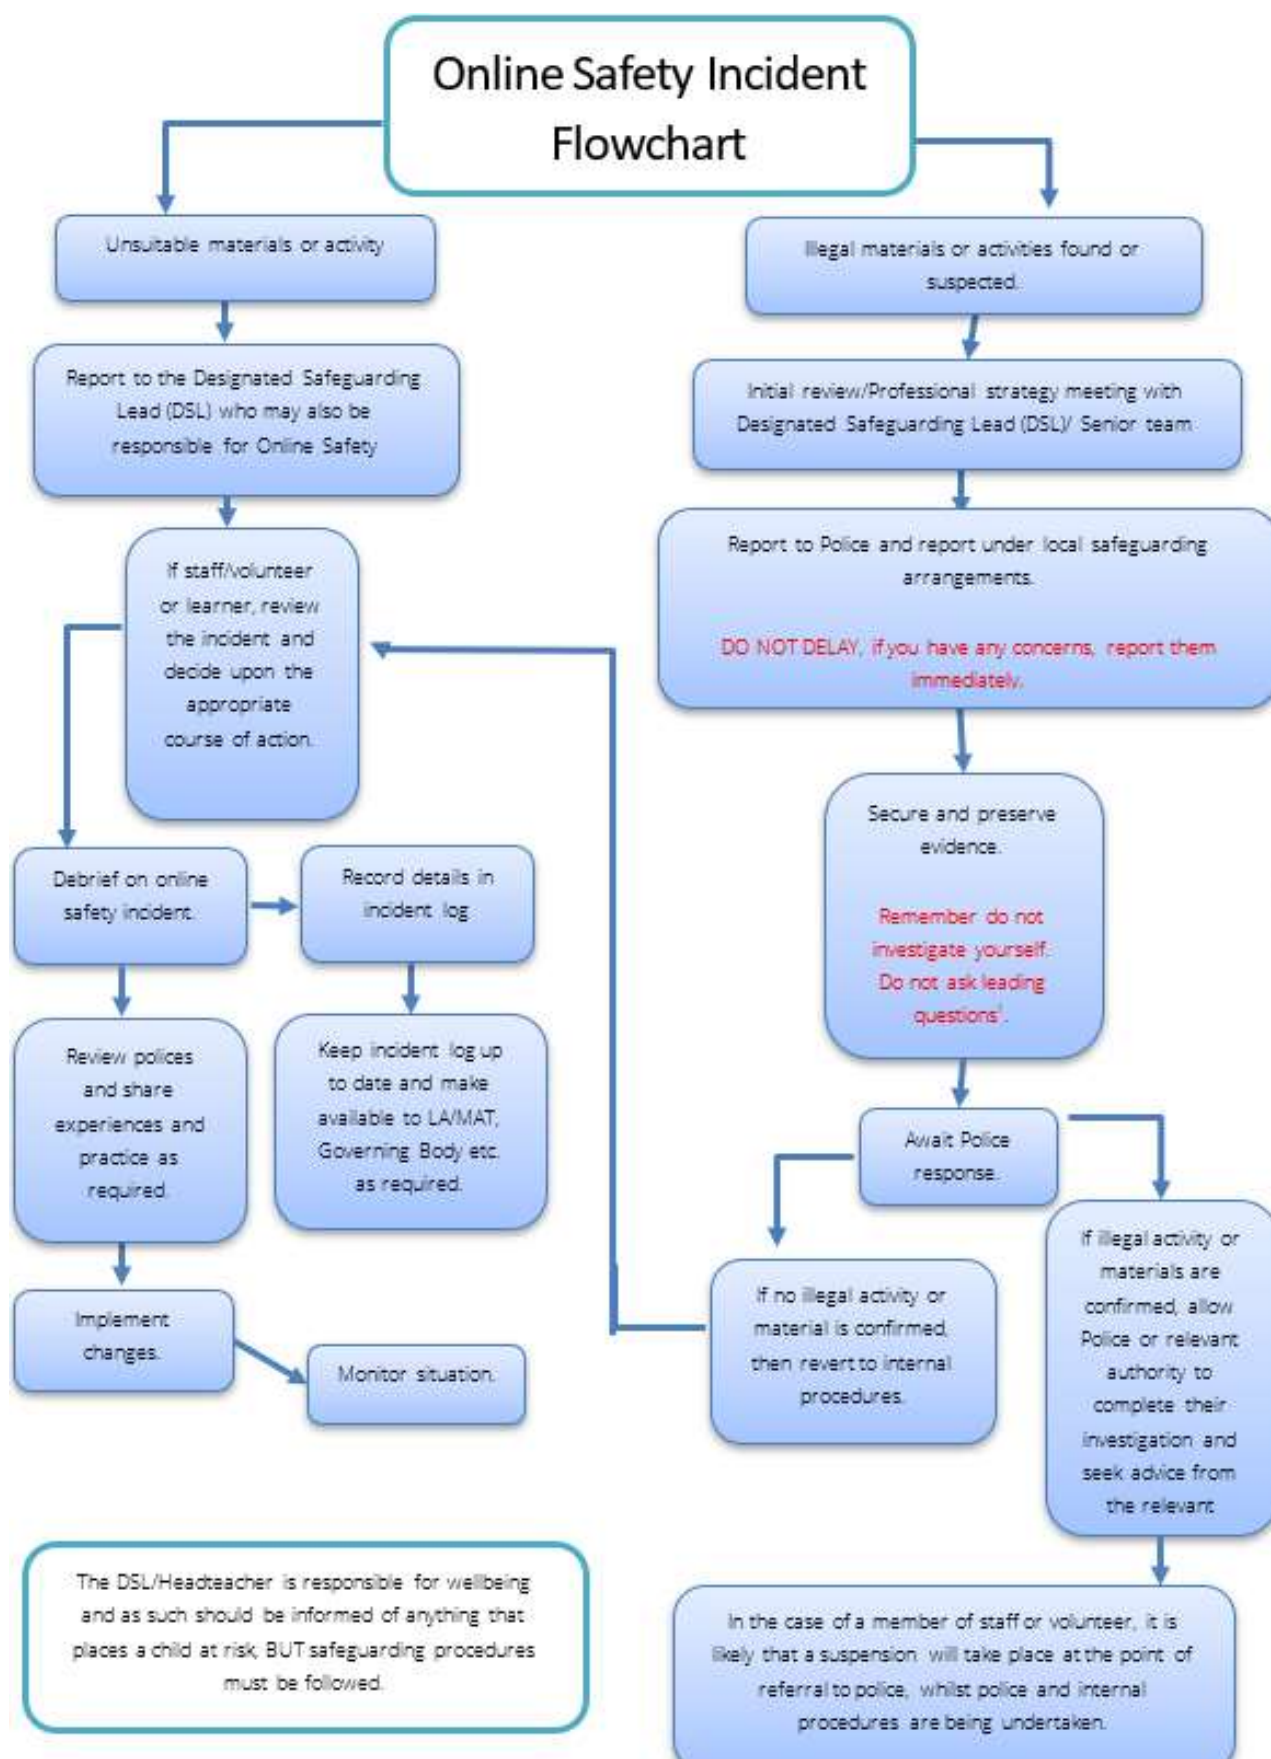 Online Safety Incident
Flowchart
Unsuitable materials or activity
Report to the Designated Safeguarding
Lead (DSL) who may also be
responsible for Online Safety
If staff/volunteer
or learner, review
the incident and
decide upon the
appropriate
course of action.
Debrief on online
safety incident.
Record details in
incident log
Review polices
and share
experiences and
practice as
required.
Keep incident log up
to date and make
available to LA/MAT,
Governing Body etc.
as required.
Implement
changes.
Monitor situation.
Illegal materials or activities found or
suspected.
Initial review/Professional strategy meeting with
Designated Safeguarding Lead (DSL)/ Senior team
Report to Police and report under local safeguarding
arrangements.
DO NOT DELAY, if you have any concerns, report them
immediately.
Secure and preserve
evidence.
Remember do not
investigate yourself.
Do not ask leading
questions¹.
Await Police
response.
If no illegal activity or
material is confirmed,
then revert to internal
procedures.
If illegal activity or
materials are
confirmed, allow
Police or relevant
authority to
complete their
investigation and
seek advice from
the relevant
In the case of a member of staff or volunteer, it is
likely that a suspension will take place at the point of
referral to police, whilst police and internal
procedures are being undertaken.
The DSL/Headteacher is responsible for wellbeing
and as such should be informed of anything that
places a child at risk, BUT safeguarding procedures
must be followed.